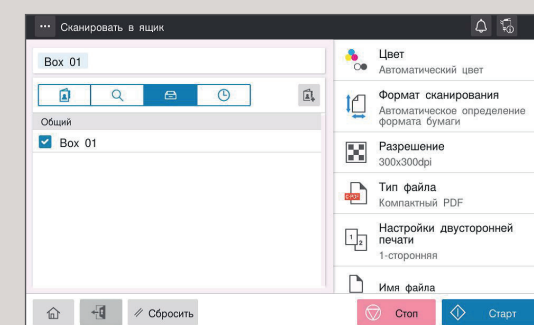 Сканировать в ящик
Box 01
Общий
Box 01
Цвет
Автоматический цвет
Формат сканирования
Автоматическое определение
формата бумаги
Разрешение
300x300dpi
Тип файла
Компактный PDF
Настройки двусторонней
печати
1-сторонняя
Имя файла
Сбросить
Стоп
Старт